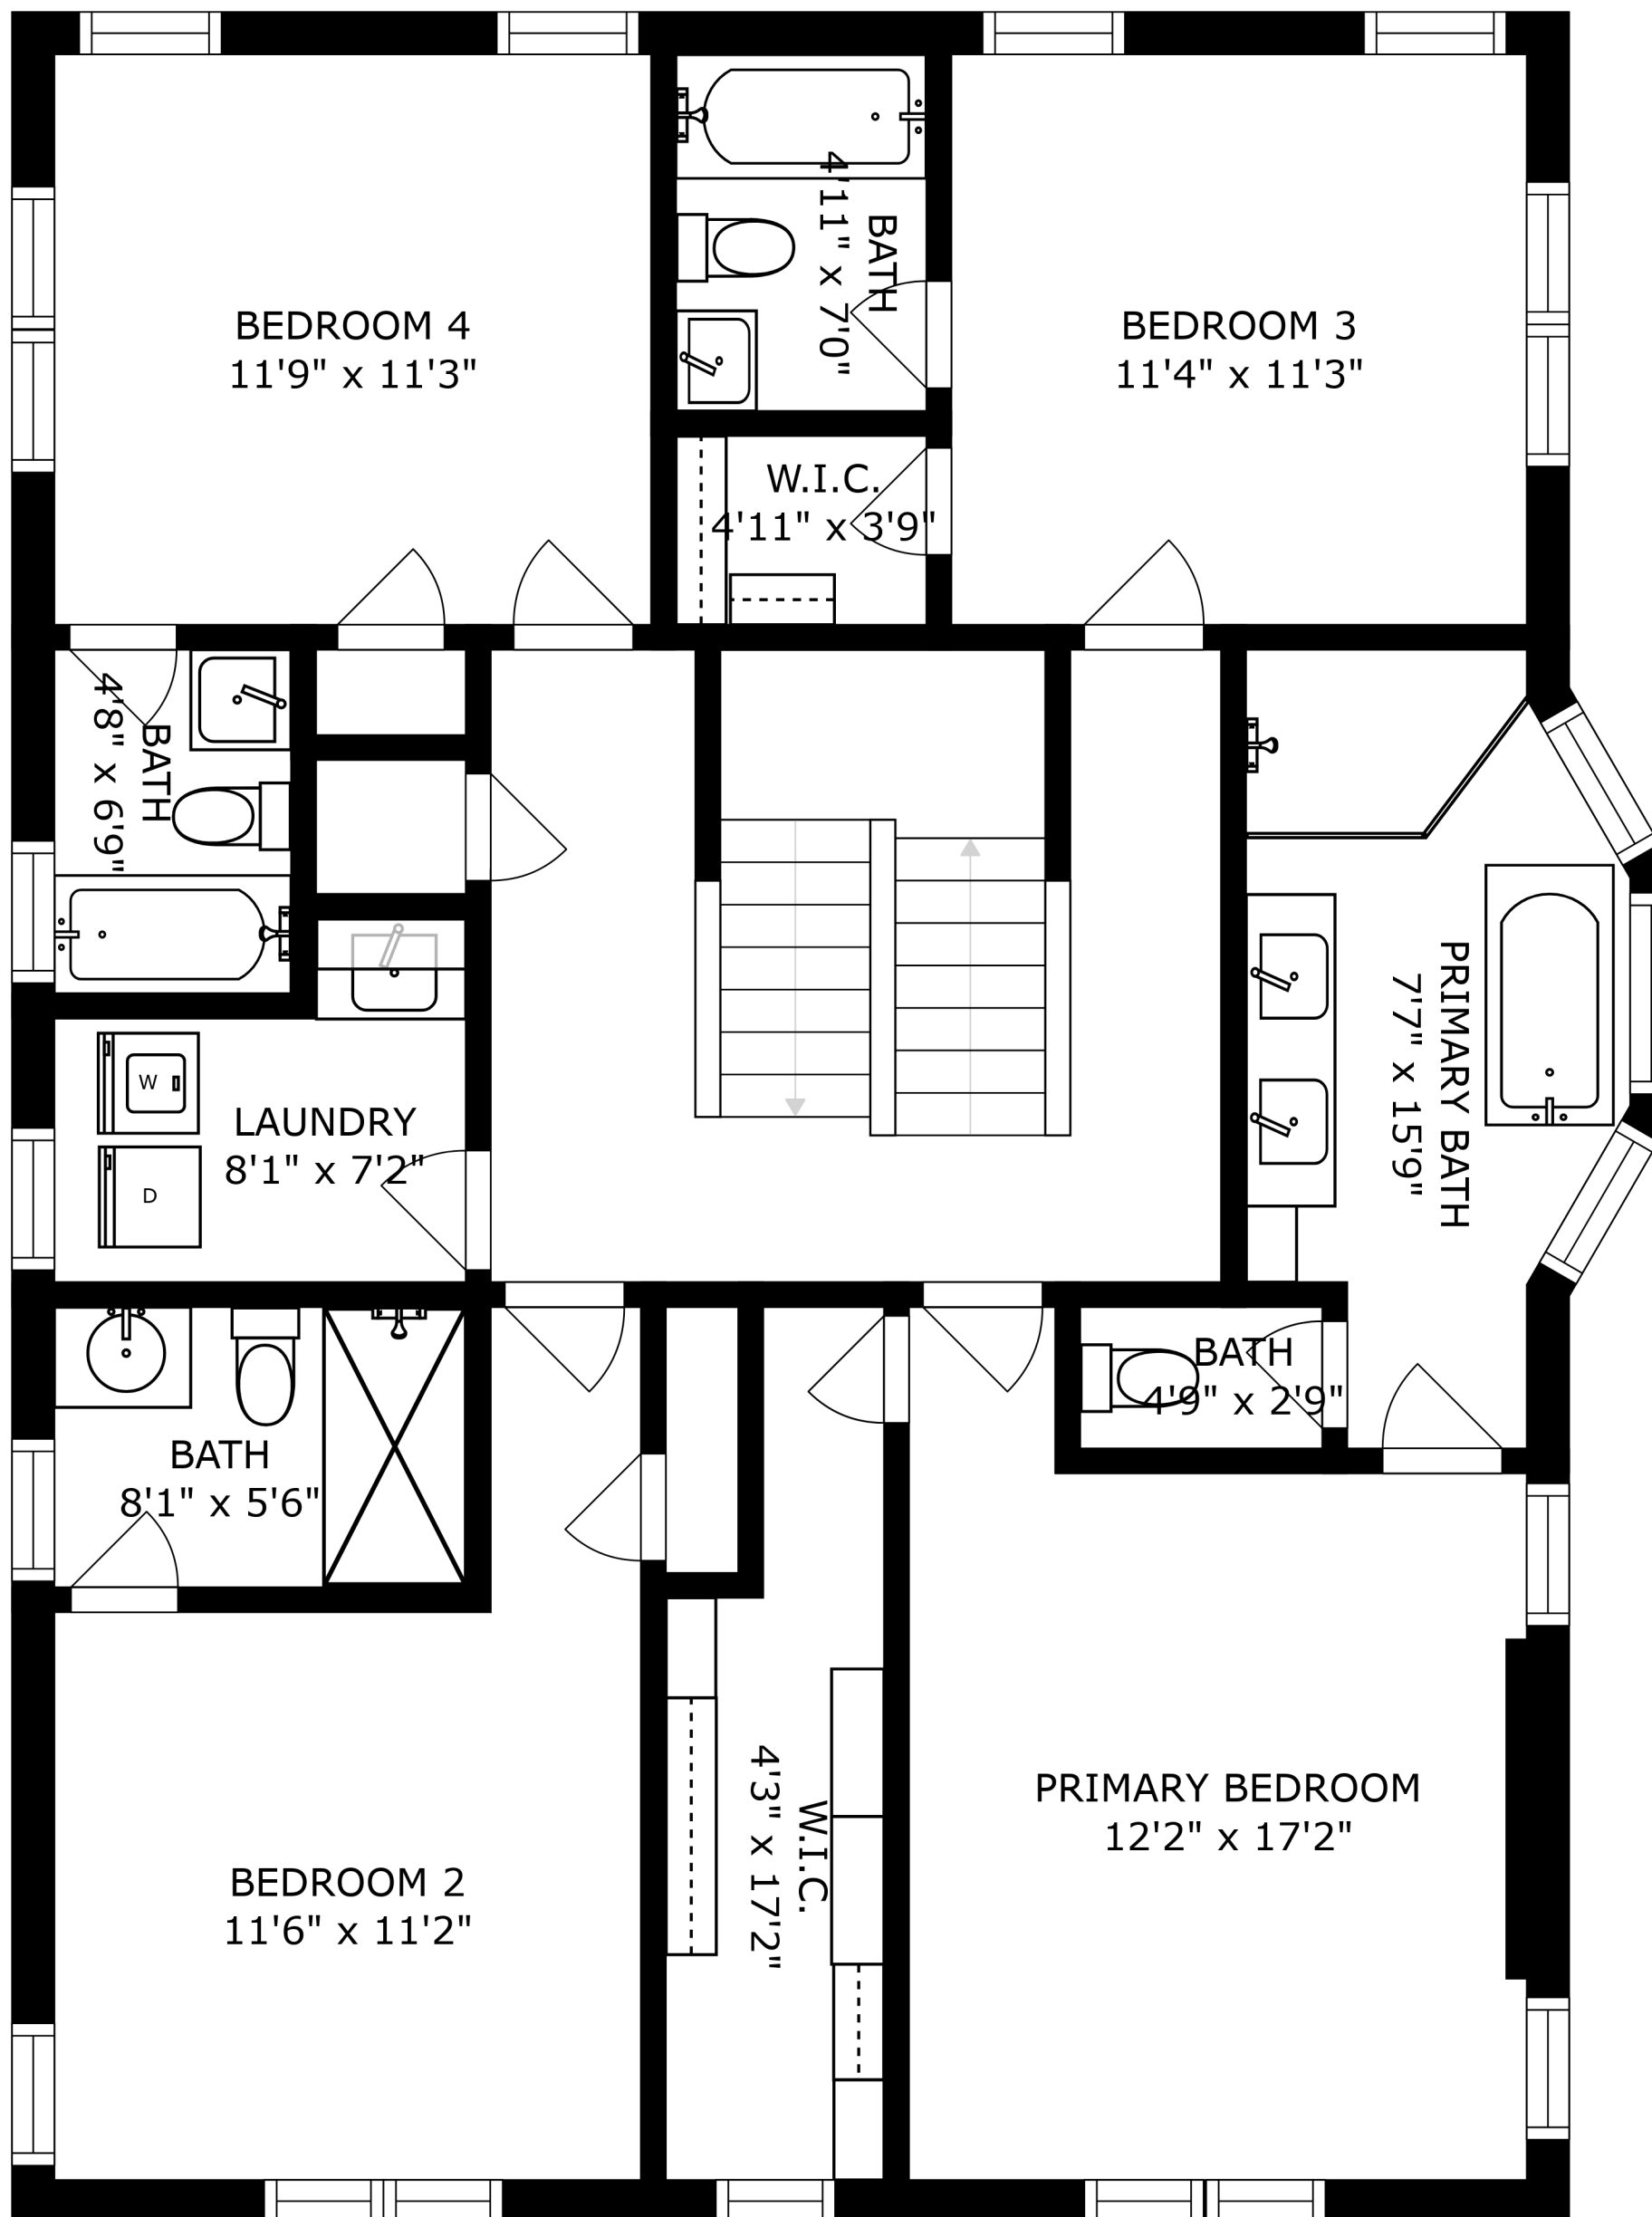 BATH
4'11" x 7'0"
BEDROOM 4
11'9" x 11'3"
BEDROOM 3
11'4" x 11'3"
W.I.C.
4'11" x 3'9"
BATH
4'8" x 6'9"
PRIMARY BATH
7'7" x 15'9"
W
LAUNDRY
8'1" x 7'2"
D
BATH
4'9" x 2'9"
BATH
8'1" x 5'6"
W.I.C.
4'3" x 17'2"
PRIMARY BEDROOM
12'2" x 17'2"
BEDROOM 2
11'6" x 11'2"